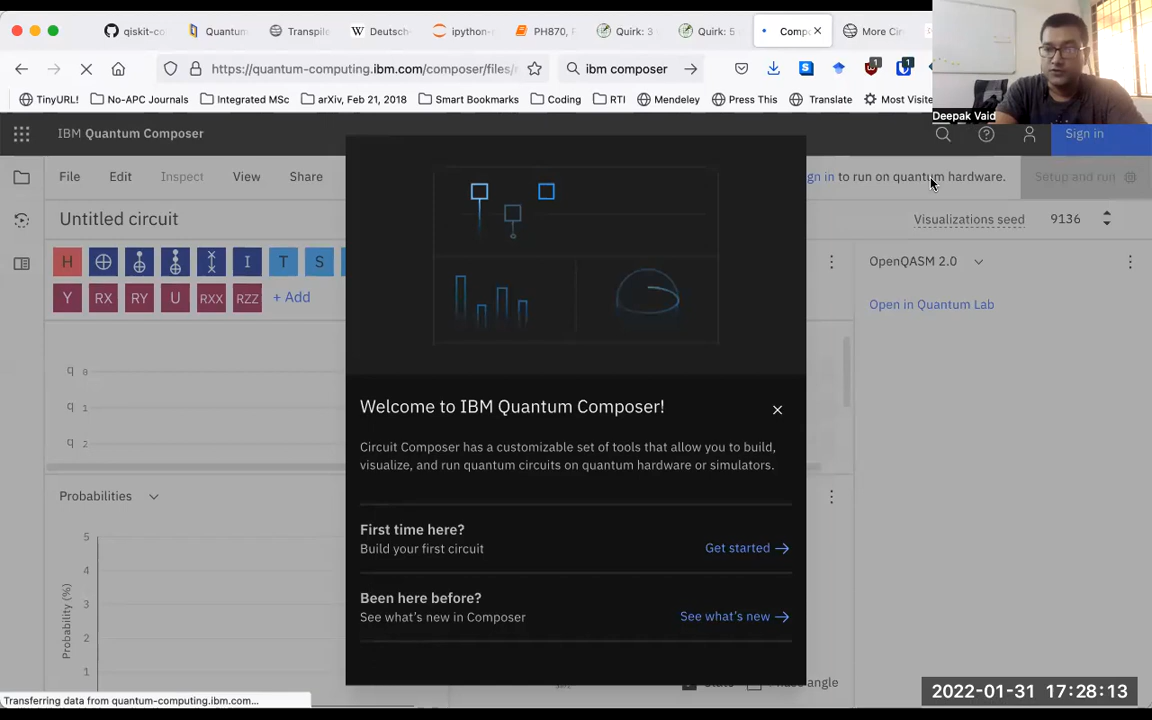 qiskit-co
Quantum
Transpile
Deutsch-
ipython-
PH870,
Quirk: 3
Quirk: 5
Comp
More Cir
https://quantum-computing.ibm.com/composer/files/
ibm composer
1
1
TinyURL!
No-APC Journals
Integrated MSc
arXiv, Feb 21, 2018
Smart Bookmarks
Coding
RTI
Mendeley
Press This
Translate
Most Visite
Deepak Vaid
IBM Quantum Composer
Sign in
File
Edit
Inspect
View
Share
gn in to run on quantum hardware.
Setup and run
Untitled circuit
Visualizations seed
9136
H
I
T
S
OpenQASM 2.0
Y
RX
RY
U
RXX
RZZ
+ Add
Open in Quantum Lab
q 0
q 1
q 2
Welcome to IBM Quantum Composer!
Circuit Composer has a customizable set of tools that allow you to build,
visualize, and run quantum circuits on quantum hardware or simulators.
Probabilities
First time here?
Build your first circuit
Get started
Been here before?
See what's new in Composer
See what's new
Probability (%)
5
4
3
2
1
angle
Transferring data from quantum-computing.ibm.com...
2022-01-31 17:28:13